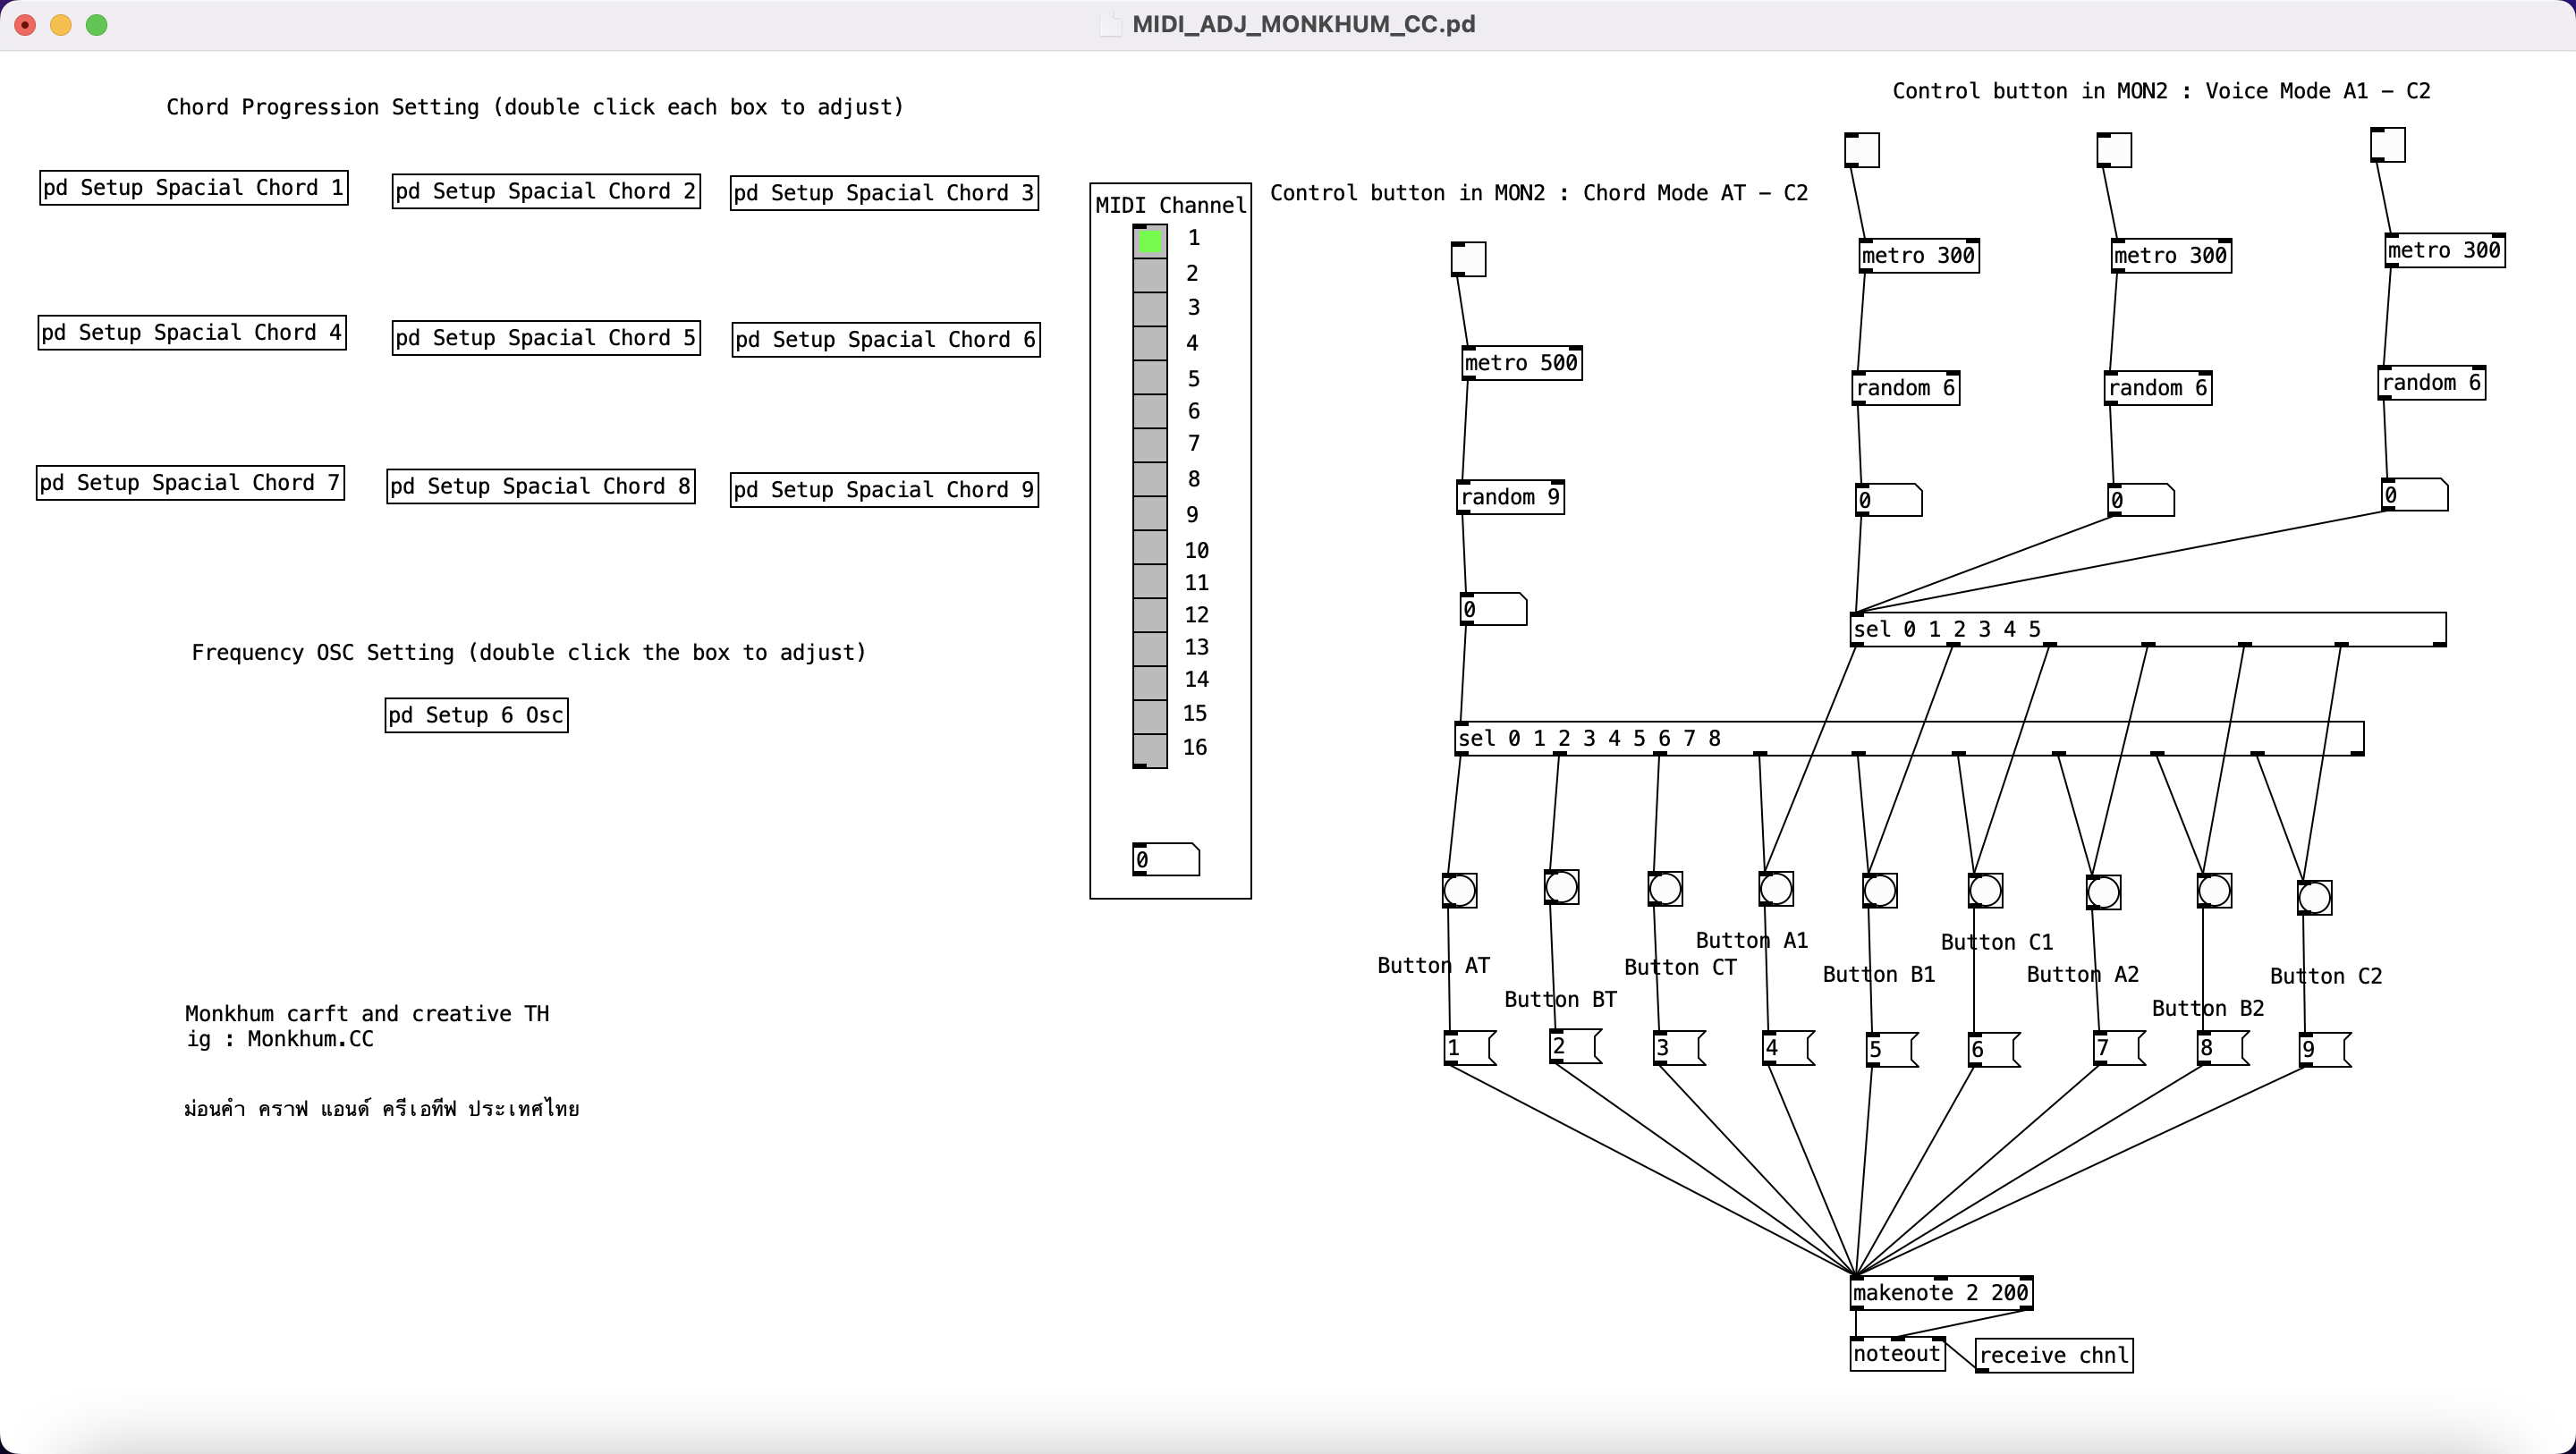 MIDI_ADJ_MONKHUM_CC.pd
Chord Progression Setting (double click each box to adjust)
pd Setup Spacial Chord 1
pd Setup Spacial Chord 2
pd Setup Spacial Chord 3
pd Setup Spacial Chord 4
pd Setup Spacial Chord 5
pd Setup Spacial Chord 6
pd Setup Spacial Chord 7
pd Setup Spacial Chord 8
pd Setup Spacial Chord 9
Frequency OSC Setting (double click the box to adjust)
pd Setup 6 Osc
Monkhum carft and creative TH
ig : Monkhum.CC
ม่อนคำ คราฟ แอนด์ ครีเอทีฟ ประเทศไทย
MIDI Channel
1
2
3
4
5
6
7
8
9
10
11
12
13
14
15
16
0
Control button in MON2 : Chord Mode AT - C2
metro 500
random 9
0
sel 0 1 2 3 4 5 6 7 8
Control button in MON2 : Voice Mode A1 - C2
metro 300
metro 300
metro 300
random 6
random 6
random 6
0
0
0
sel 0 1 2 3 4 5
Button AT
Button BT
Button CT
Button A1
Button B1
Button C1
Button A2
Button B2
Button C2
1
2
3
4
5
6
7
8
9
makenote 2 200
noteout
receive chnl